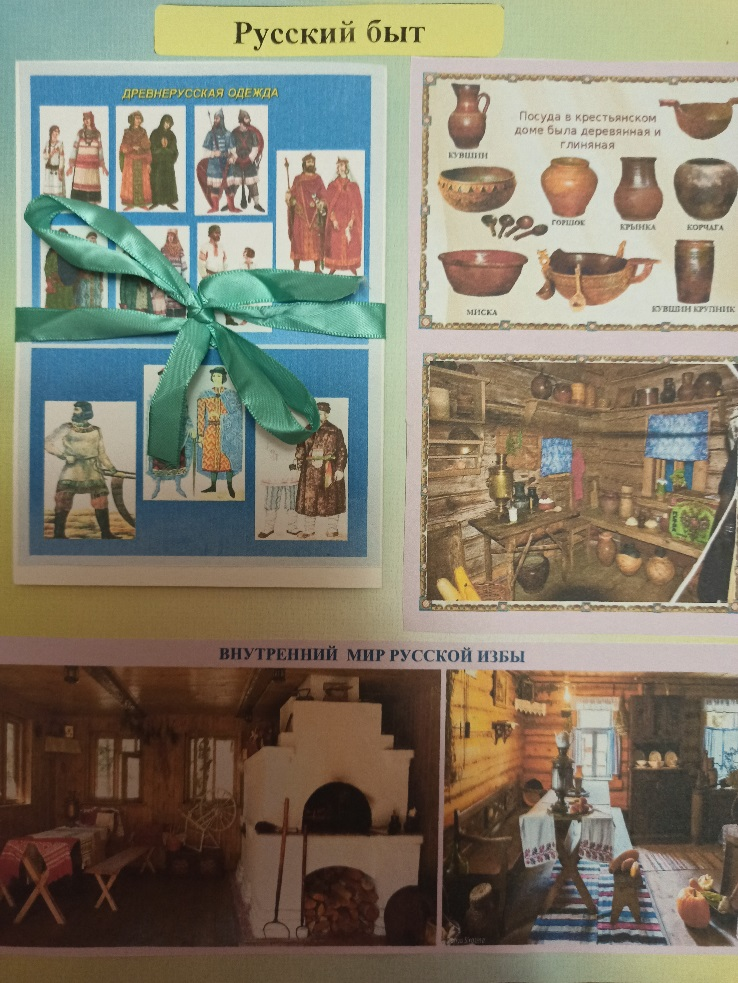 Русский быт
ДРЕВНЕРУССКАЯ ОДЕЖДА
Посуда в крестьянском
доме была деревянная и
глиняная
КУВШИН
ГОРШОК
КРЫНКА
КОРЧАГА
МИСКА
КУВШИН КРУПНИК
ВНУТРЕННИЙ МИР РУССКОЙ ИЗБЫ